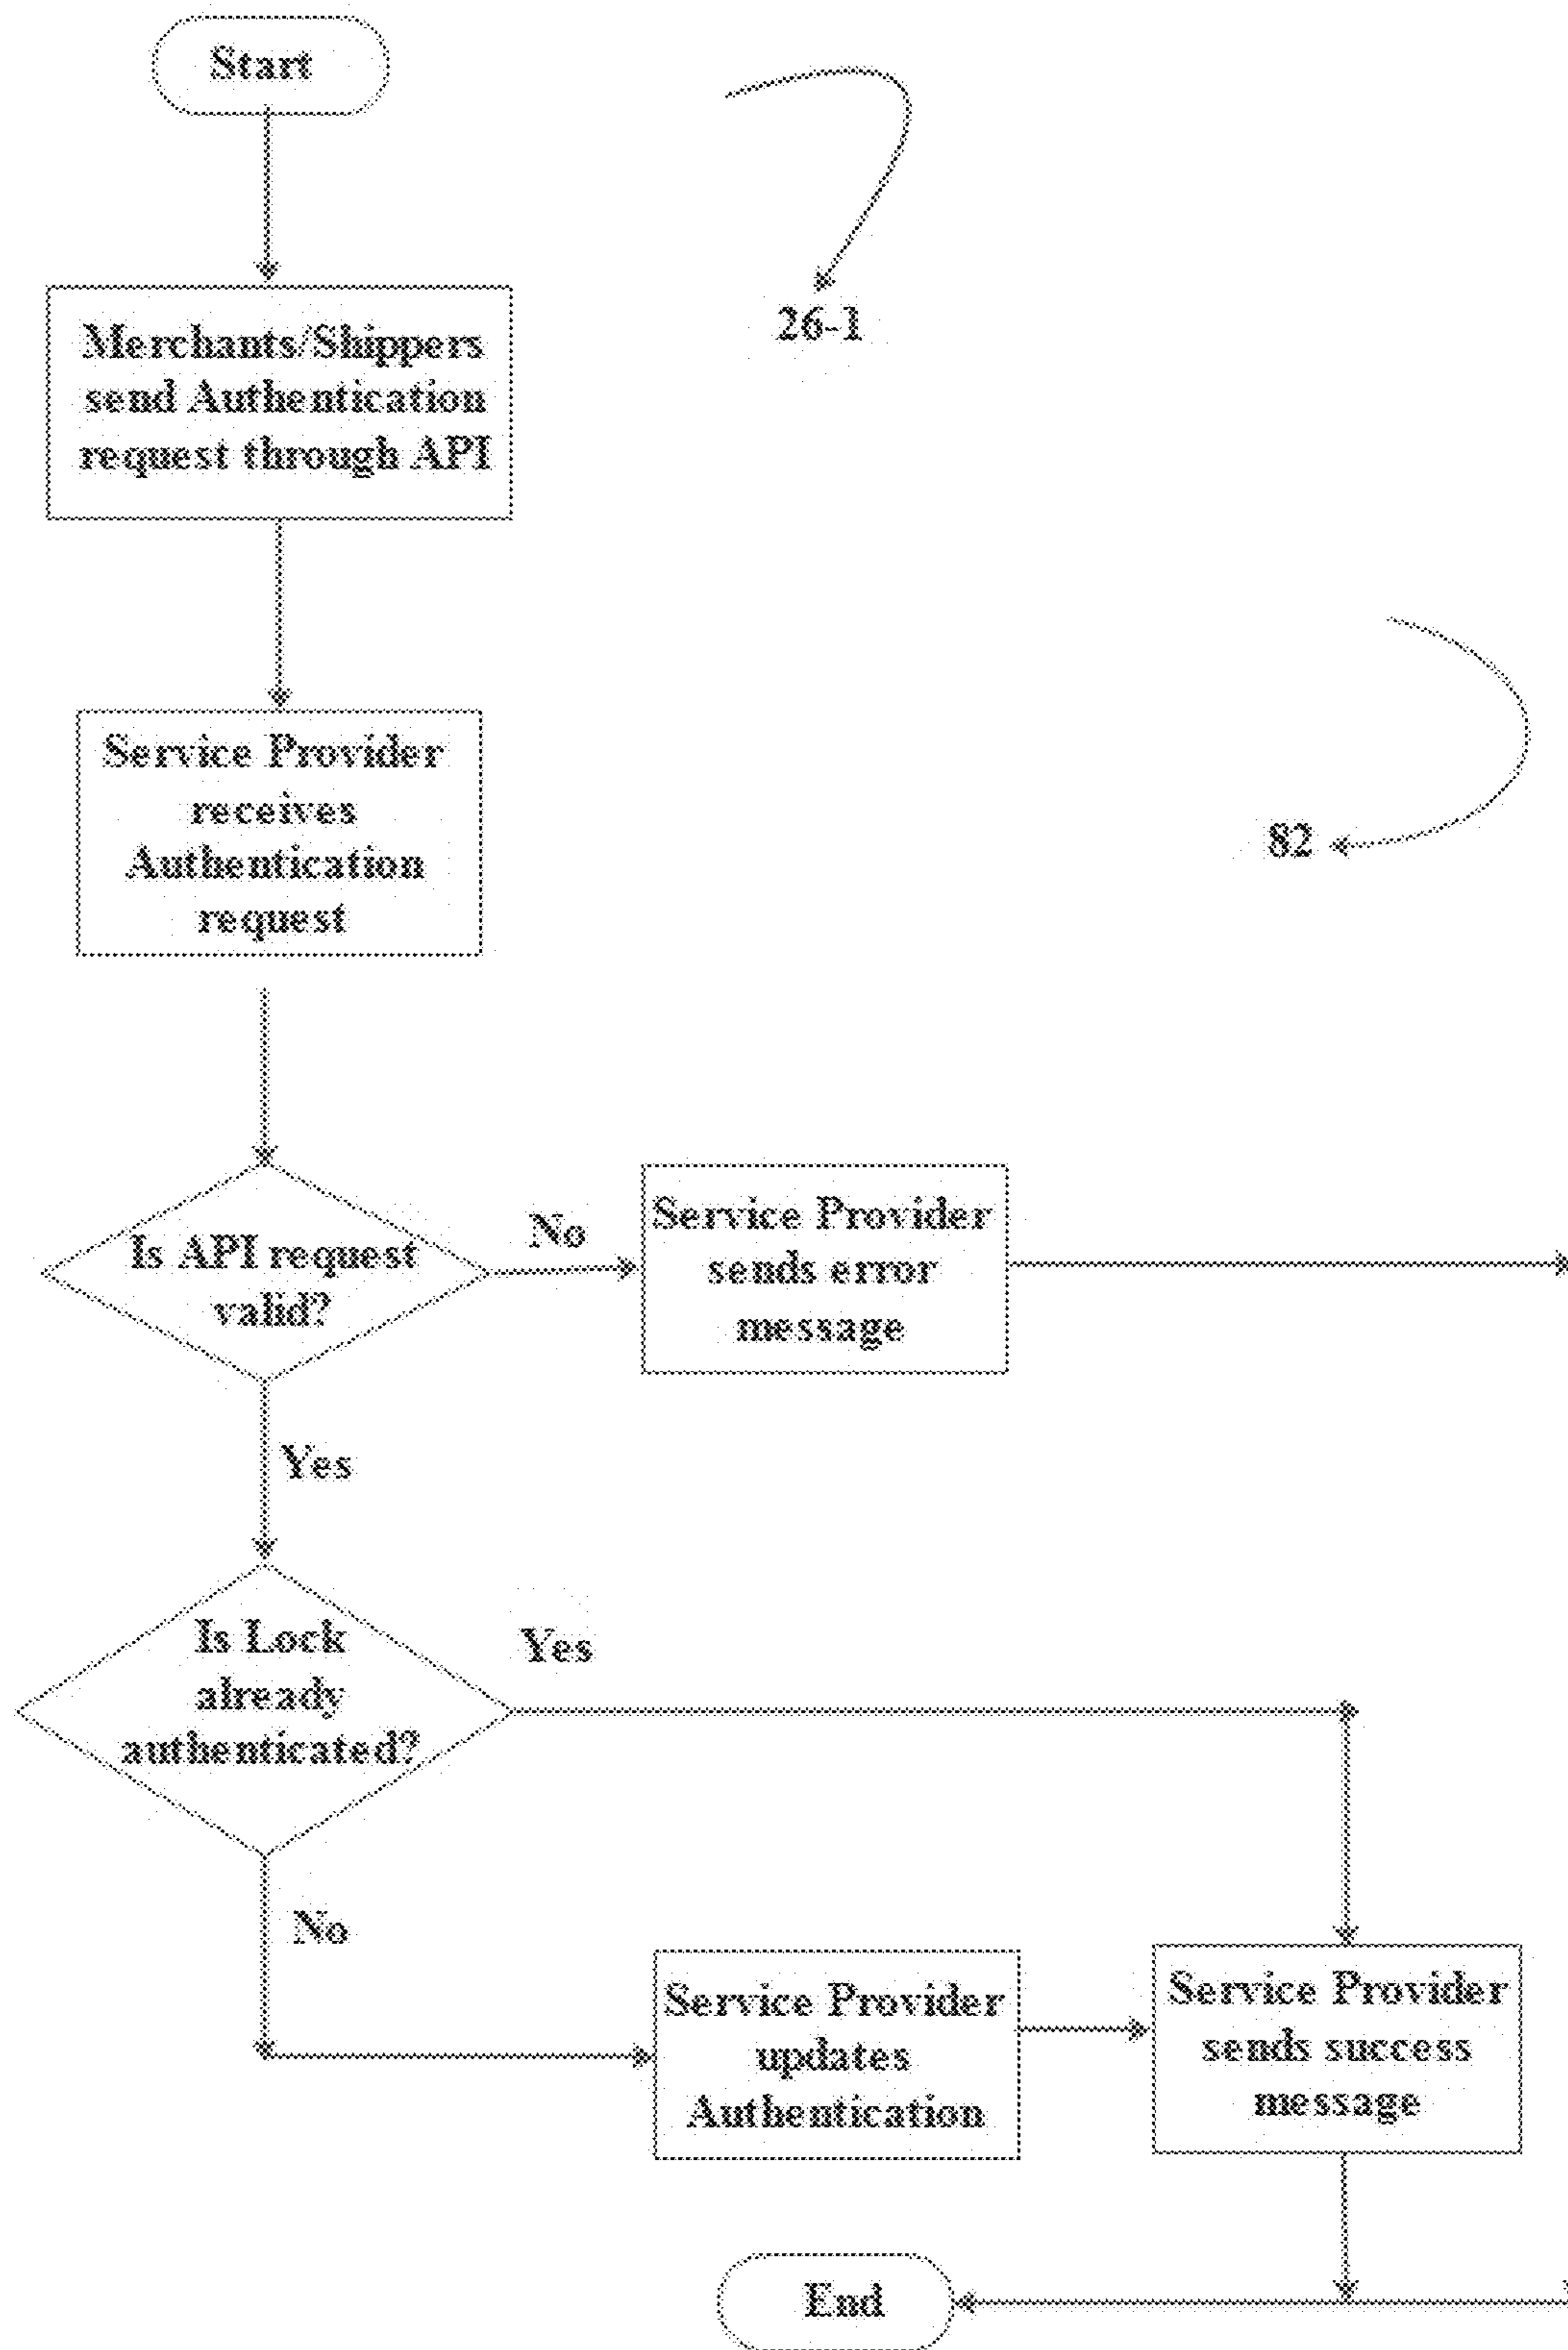 Start
26-1
Merchants/Shippers
send Authentication
request through API
Service Provider
receives
Authentication
request
82
Is API request
valid?
No
Service Provider
sends error
message
Yes
Is Lock
already
authenticated?
Yes
No
Service Provider
updates
Authentication
Service Provider
sends success
message
End